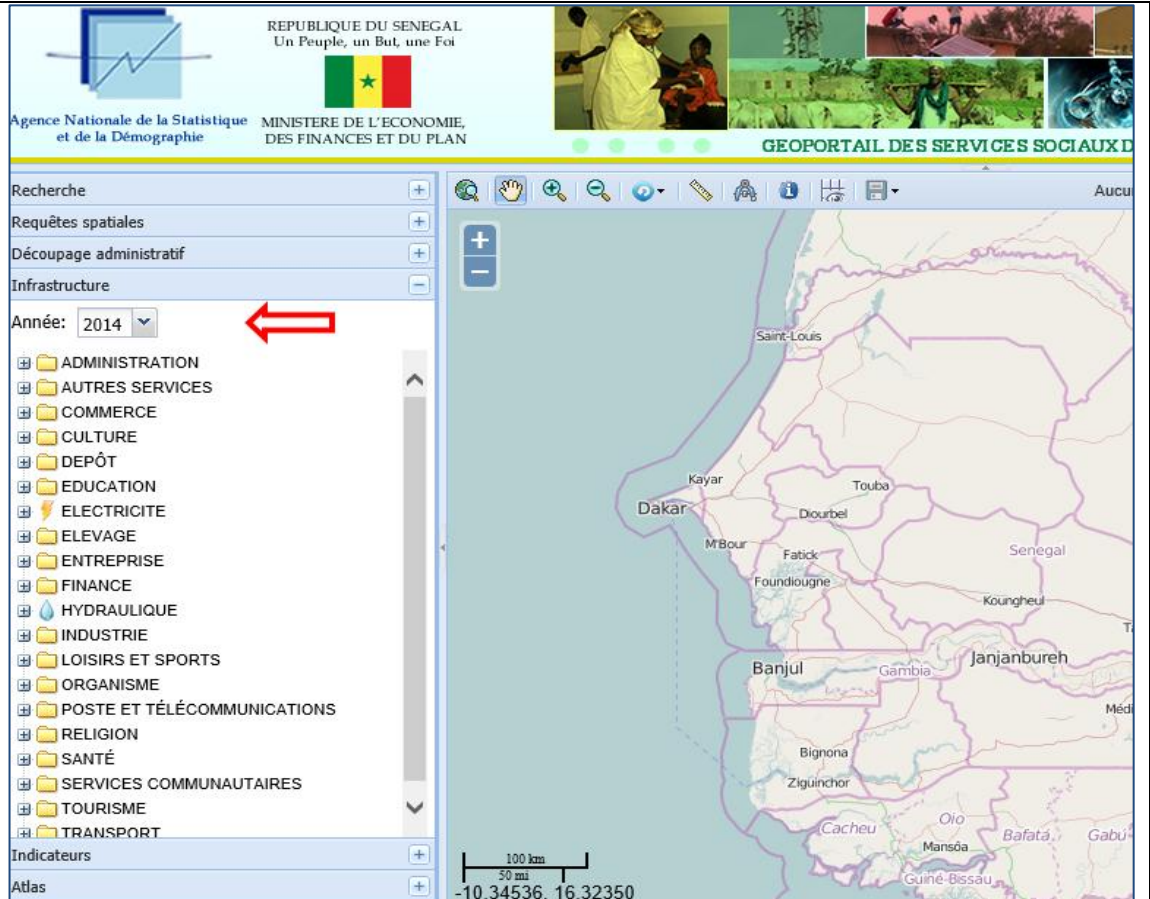 REPUBLIQUE DU SENEGAL
Un Peuple, un But, une Foi
Agence Nationale de la Statistique
et de la Démographie
MINISTERE DE L'ECONOMIE,
DES FINANCES ET DU PLAN
GEOPORTAIL DES SERVICES SOCIAUX D
Recherche
Requêtes spatiales
Découpage administratif
Infrastructure
Année: 2014
ADMINISTRATION
AUTRES SERVICES
COMMERCE
CULTURE
DEPÔT
EDUCATION
ELECTRICITE
ELEVAGE
ENTREPRISE
FINANCE
HYDRAULIQUE
INDUSTRIE
LOISIRS ET SPORTS
ORGANISME
POSTE ET TÉLÉCOMMUNICATIONS
RELIGION
SANTÉ
SERVICES COMMUNAUTAIRES
TOURISME
TRANSPORT
Indicateurs
Atlas
Aucu
Saint-Louis
Kayar
Touba
Dakar
Diourbel
M'Bour
Fatick
Senegal
Foundiougne
Koungheul
Banjul
Gambia
Janjanbureh
Médi
Bignona
Ziguinchor
Cacheu
Oio
Bafatá
Gabú
Mansôa
Guiné-Bissau
100 km
50 mi
-10.34536, 16.32350